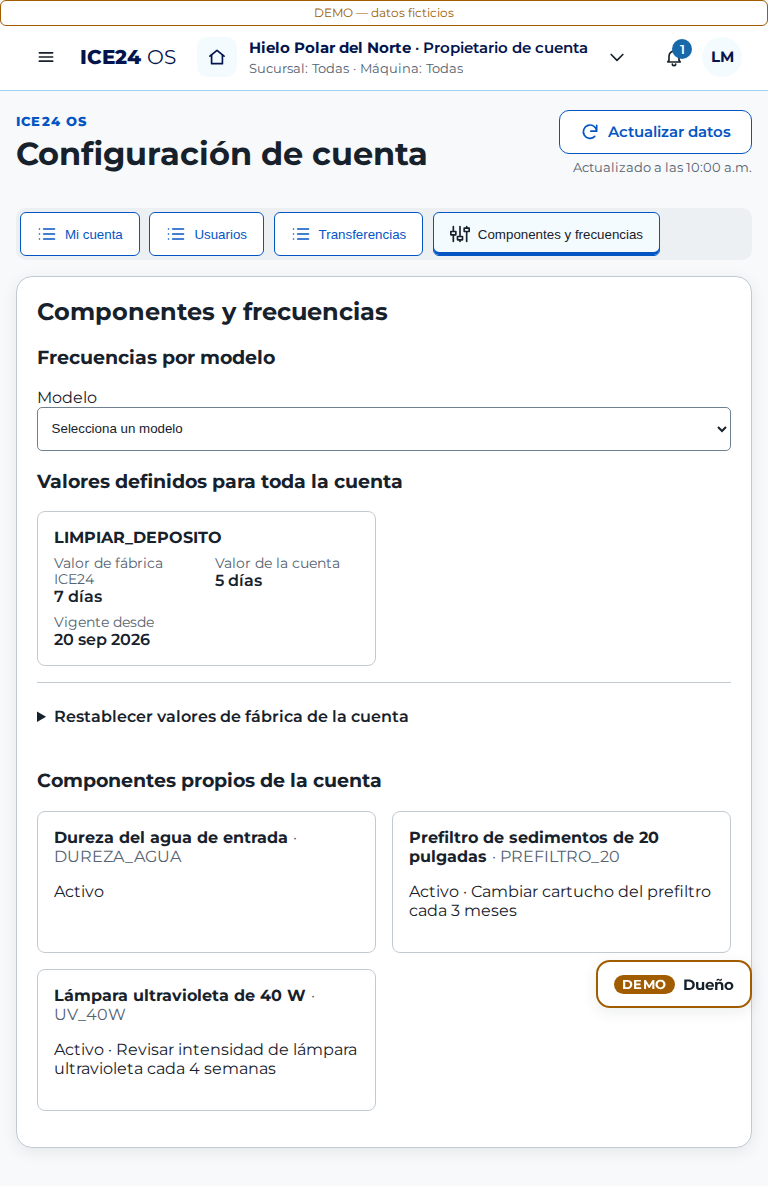 DEMO — datos ficticios
ICE24 OS
Hielo Polar del Norte · Propietario de cuenta
Sucursal: Todas · Máquina: Todas
1
LM
ICE24 OS
Configuración de cuenta
Actualizar datos
Actualizado a las 10:00 a.m.
Mi cuenta
Usuarios
Transferencias
Componentes y frecuencias
Componentes y frecuencias
Frecuencias por modelo
Modelo
Selecciona un modelo
Valores definidos para toda la cuenta
LIMPIAR_DEPOSITO
Valor de fábrica
ICE24
7 días
Valor de la cuenta
5 días
Vigente desde
20 sep 2026
Restablecer valores de fábrica de la cuenta
Componentes propios de la cuenta
Dureza del agua de entrada ·
DUREZA_AGUA
Activo
Prefiltro de sedimentos de 20
pulgadas · PREFILTRO_20
Activo · Cambiar cartucho del prefiltro
cada 3 meses
DEMO Dueño
Lámpara ultravioleta de 40 W ·
UV_40W
Activo · Revisar intensidad de lámpara
ultravioleta cada 4 semanas